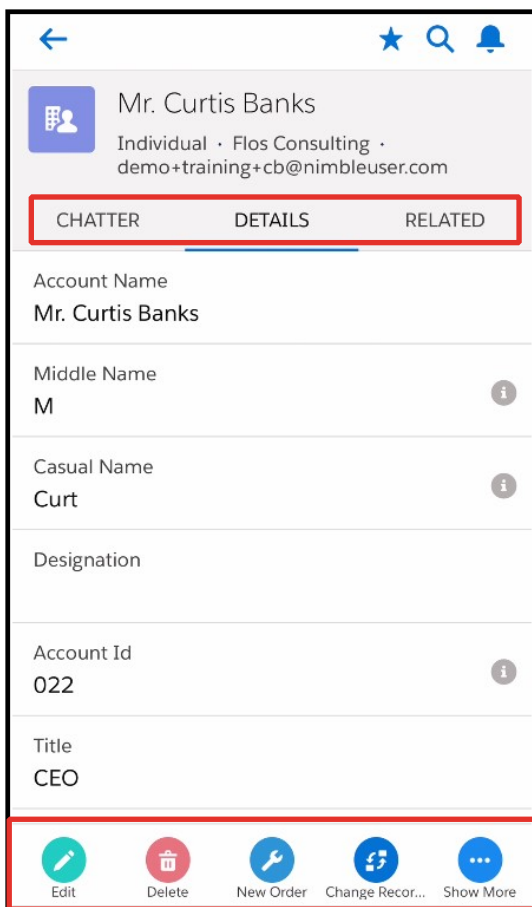 Mr. Curtis Banks
Individual · Flos Consulting ·
demo+training+cb@nimbleuser.com
CHATTER DETAILS RELATED
Account Name
Mr. Curtis Banks
Middle Name
M
Casual Name
Curt
Designation
Account Id
022
Title
CEO
Edit Delete New Order Change Recor... Show More